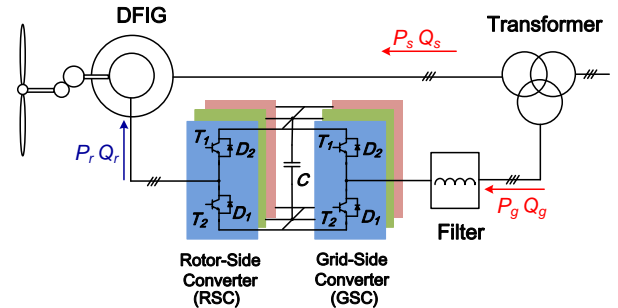 DFIG
Ps Qs
Transformer
Pr Qr
T1
D2
T2
D1
C
T1
D2
T2
D1
Filter
Pg Qg
Rotor-Side
Converter
(RSC)
Grid-Side
Converter
(GSC)